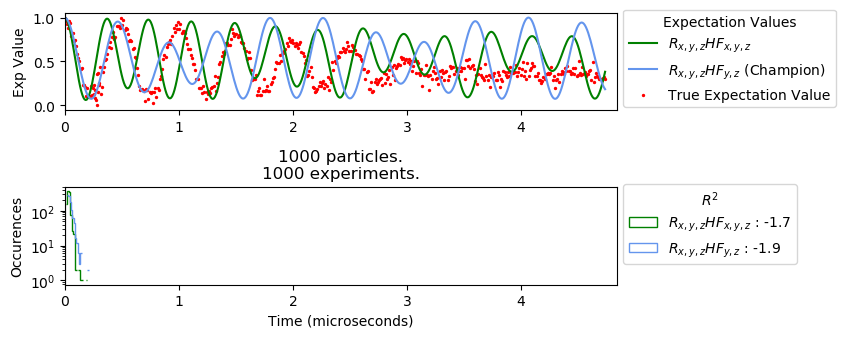 Exp Value
1.0
0.5
0.0
0 1 2 3 4
Expectation Values
R_{x,y,z}HF_{x,y,z}
R_{x,y,z}HF_{y,z} (Champion)
True Expectation Value
1000 particles.
1000 experiments.
Occurences
10^2
10^1
10^0
0 1 2 3 4
Time (microseconds)
R^2
R_{x,y,z}HF_{x,y,z} : -1.7
R_{x,y,z}HF_{y,z} : -1.9